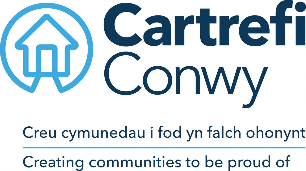 Cartrefi
Conwy
Creu cymunedau i fod yn falch ohonynt
Creating communities to be proud of